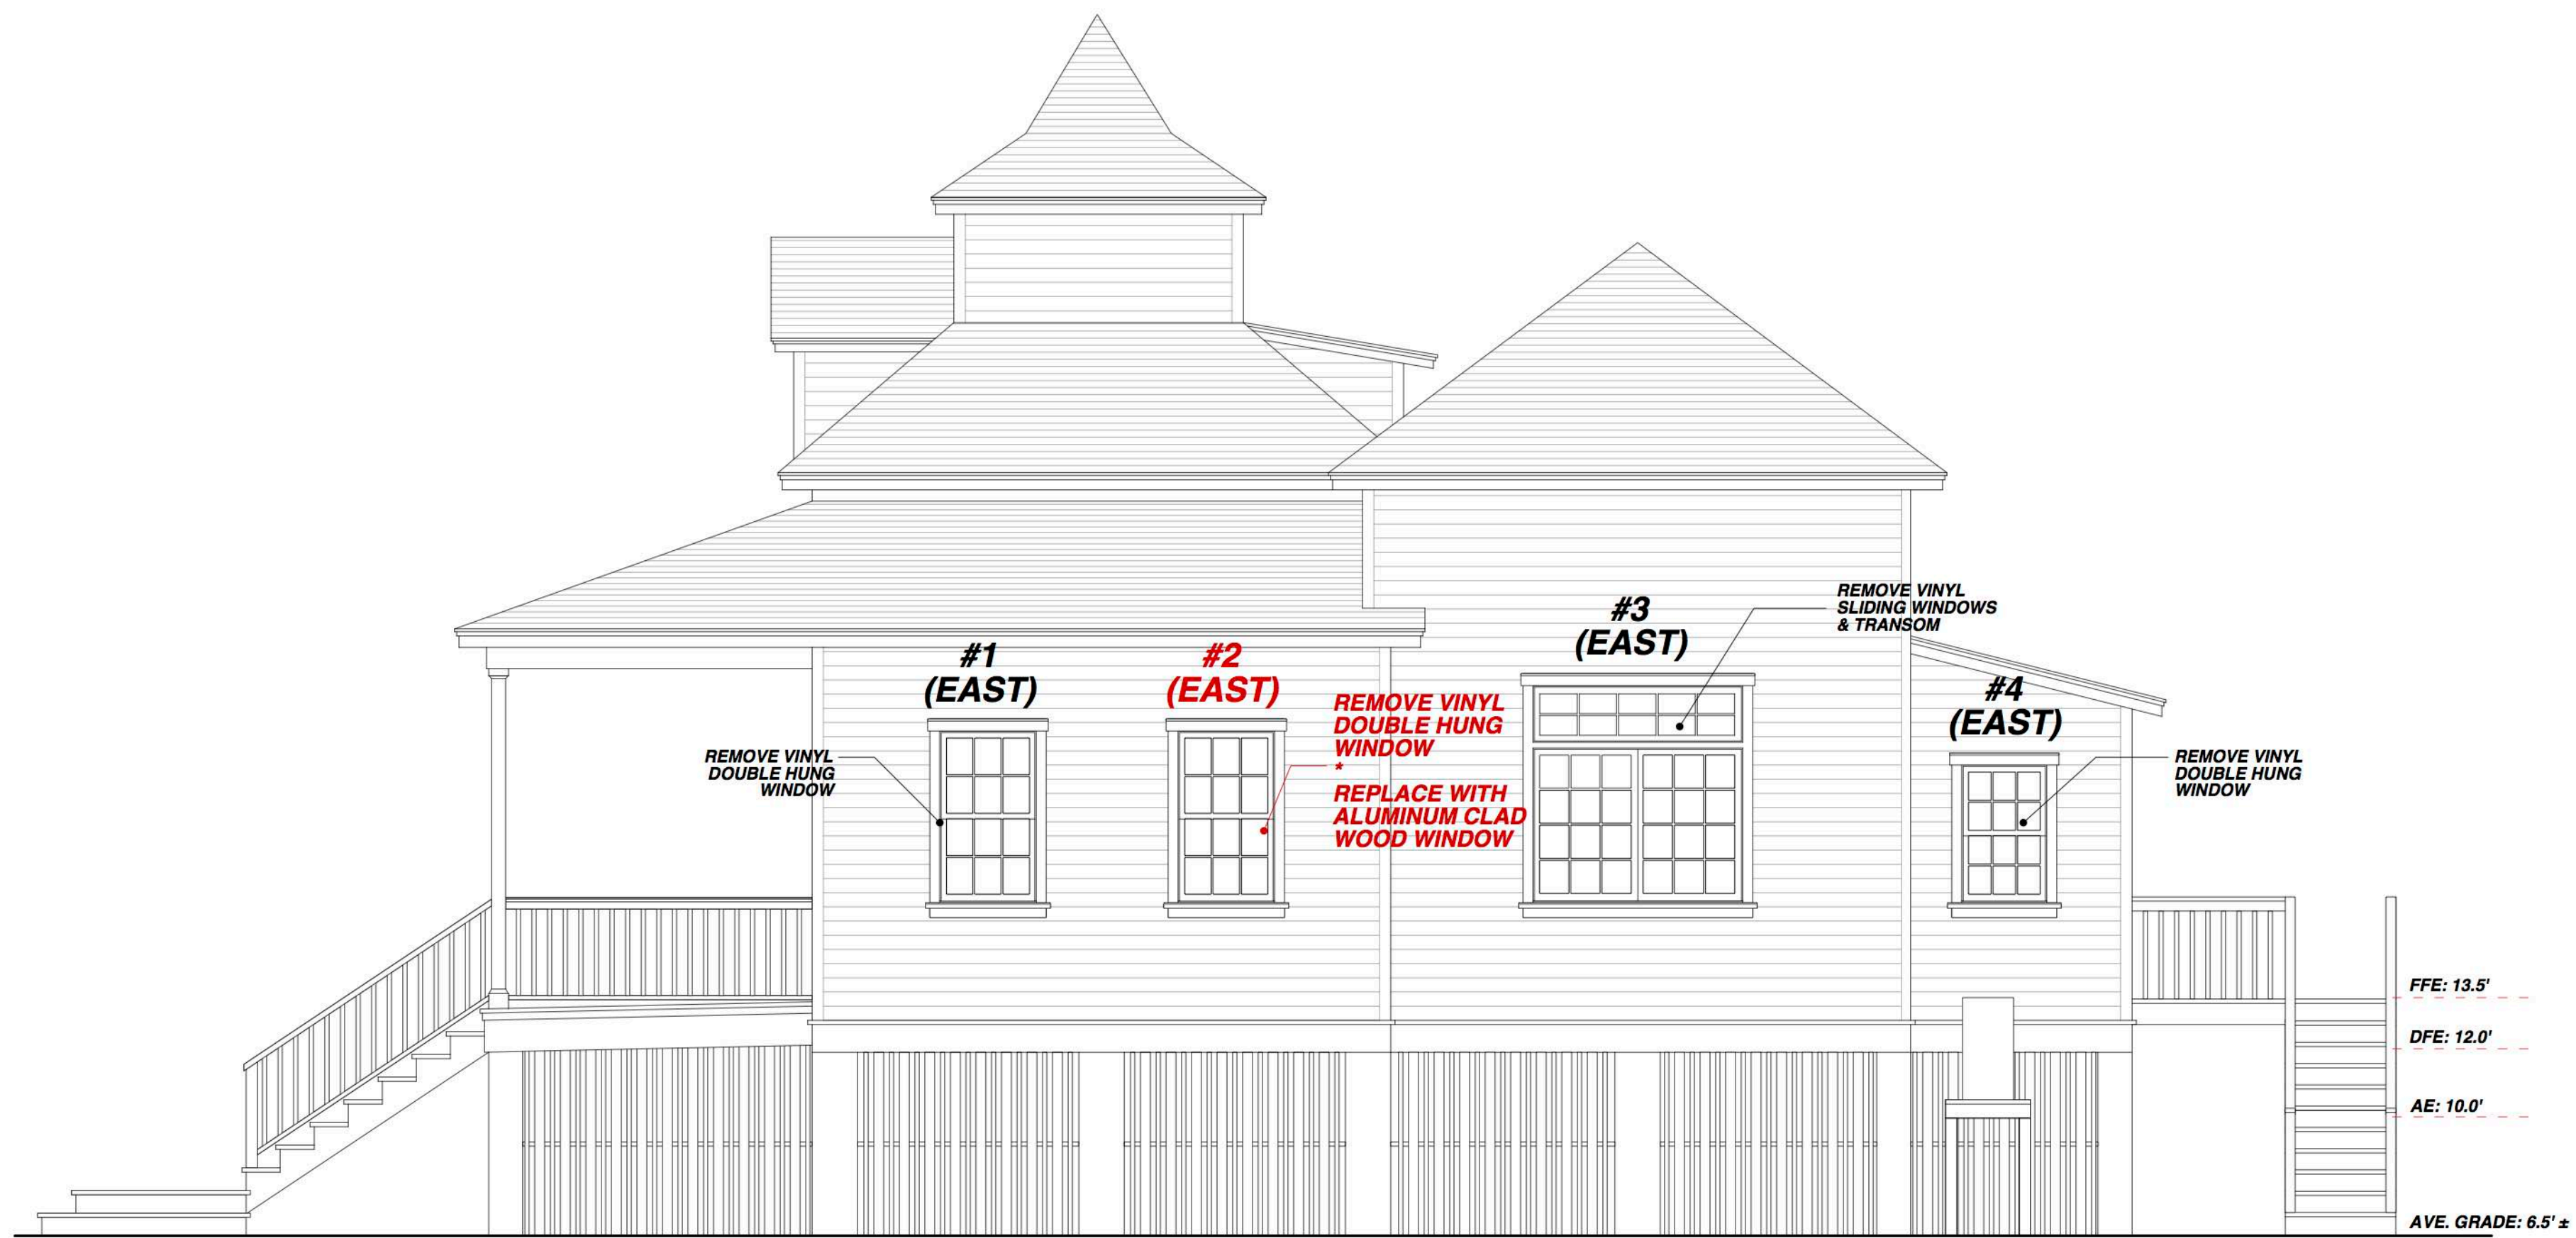 #1
(EAST)
REMOVE VINYL
DOUBLE HUNG
WINDOW
#2
(EAST)
REMOVE VINYL
DOUBLE HUNG
WINDOW
*
REPLACE WITH
ALUMINUM CLAD
WOOD WINDOW
#3
(EAST)
REMOVE VINYL
SLIDING WINDOWS
& TRANSOM
#4
(EAST)
REMOVE VINYL
DOUBLE HUNG
WINDOW
FFE: 13.5'
DFE: 12.0'
AE: 10.0'
AVE. GRADE: 6.5' ±